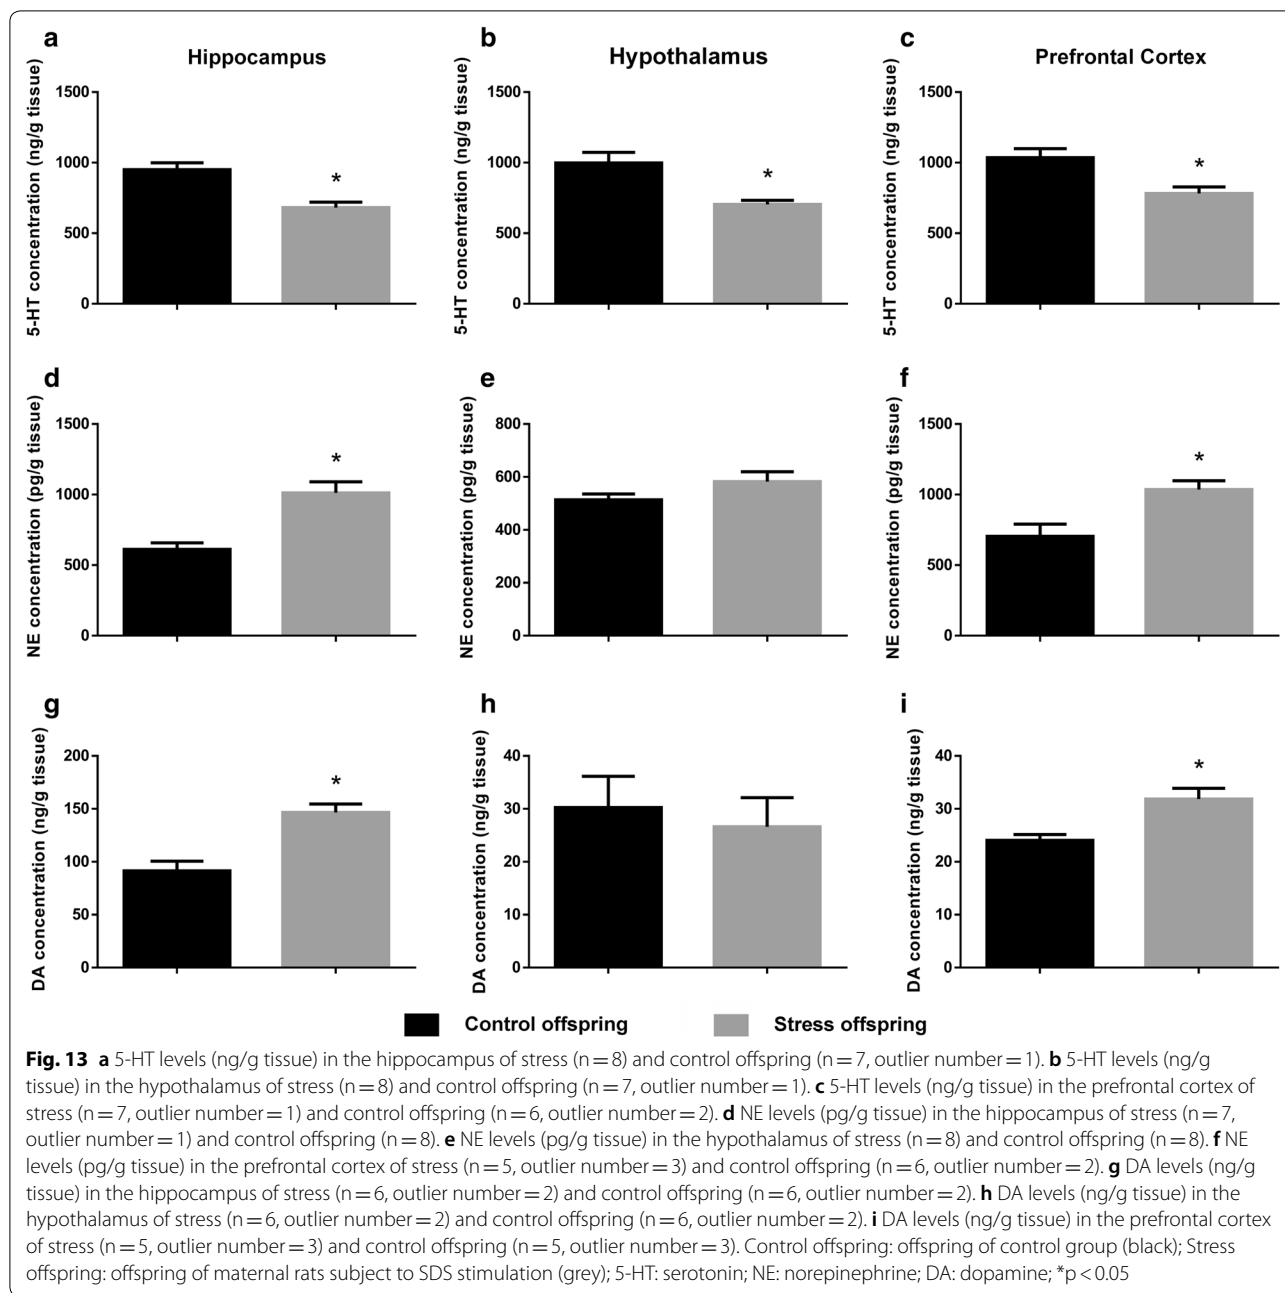 a b c
Hippocampus Hypothalamus Prefrontal Cortex
5-HT concentration (ng/g tissue)
1500
1000
500
0
*
5-HT concentration (ng/g tissue)
1500
1000
500
0
*
5-HT concentration (ng/g tissue)
1500
1000
500
0
*
d e f
NE concentration (pg/g tissue)
1500
1000
500
0
*
NE concentration (pg/g tissue)
800
600
400
200
0
NE concentration (pg/g tissue)
1500
1000
500
0
*
g h i
DA concentration (ng/g tissue)
200
150
100
50
0
*
DA concentration (ng/g tissue)
40
30
20
10
0
DA concentration (ng/g tissue)
40
30
20
10
0
*
Control offspring Stress offspring
Fig. 13 a 5-HT levels (ng/g tissue) in the hippocampus of stress (n = 8) and control offspring (n = 7, outlier number = 1). b 5-HT levels (ng/g
tissue) in the hypothalamus of stress (n = 8) and control offspring (n = 7, outlier number = 1). c 5-HT levels (ng/g tissue) in the prefrontal cortex of
stress (n = 7, outlier number = 1) and control offspring (n = 6, outlier number = 2). d NE levels (pg/g tissue) in the hippocampus of stress (n = 7,
outlier number = 1) and control offspring (n = 8). e NE levels (pg/g tissue) in the hypothalamus of stress (n = 8) and control offspring (n = 8). f NE
levels (pg/g tissue) in the prefrontal cortex of stress (n = 5, outlier number = 3) and control offspring (n = 6, outlier number = 2). g DA levels (ng/g
tissue) in the hippocampus of stress (n = 6, outlier number = 2) and control offspring (n = 6, outlier number = 2). h DA levels (ng/g tissue) in the
hypothalamus of stress (n = 6, outlier number = 2) and control offspring (n = 6, outlier number = 2). i DA levels (ng/g tissue) in the prefrontal cortex
of stress (n = 5, outlier number = 3) and control offspring (n = 5, outlier number = 3). Control offspring: offspring of control group (black); Stress
offspring: offspring of maternal rats subject to SDS stimulation (grey); 5-HT: serotonin; NE: norepinephrine; DA: dopamine; *p < 0.05